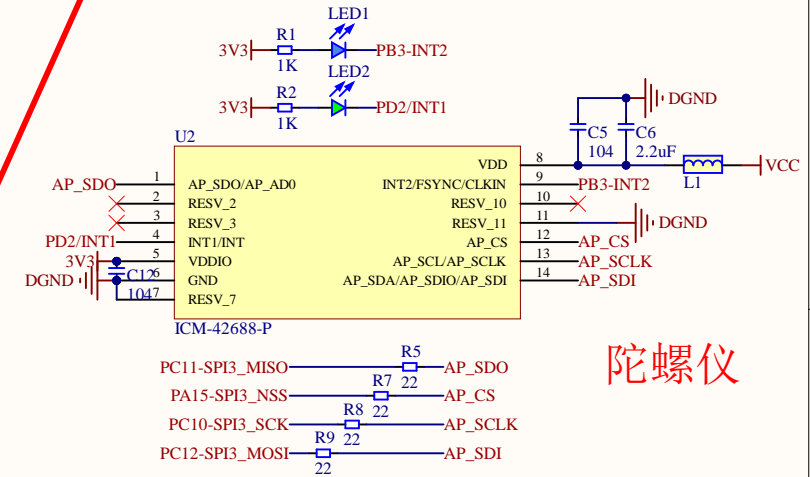 LED1
R1
3V3
PB3-INT2
1K
LED2
R2
3V3
PD2/INT1
1K
DGND
C5
C6
104
2.2uF
L1
VCC
U2
AP_SDO
1
AP_SDO/AP_AD0
2
RESV_2
3
RESV_3
PD2/INT1
4
INT1/INT
3V3
5
VDDIO
DGND
C12
6
GND
104
7
RESV_7
VDD
8
INT2/FSYNC/CLKIN
9
PB3-INT2
RESV_10
10
RESV_11
11
DGND
AP_CS
12
AP_CS
AP_SCL/AP_SCLK
13
AP_SCLK
AP_SDA/AP_SDIO/AP_SDI
14
AP_SDI
ICM-42688-P
PC11-SPI3_MISO
R5
22
AP_SDO
PA15-SPI3_NSS
R7
22
AP_CS
PC10-SPI3_SCK
R8
22
AP_SCLK
PC12-SPI3_MOSI
R9
22
AP_SDI
陀螺仪